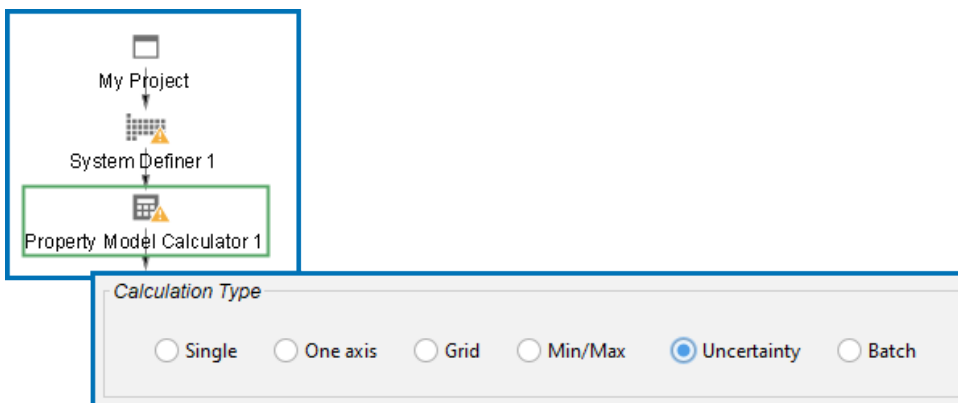 My Project
System Definer 1
Property Model Calculator 1
Calculation Type
Single One axis Grid Min/Max Uncertainty Batch